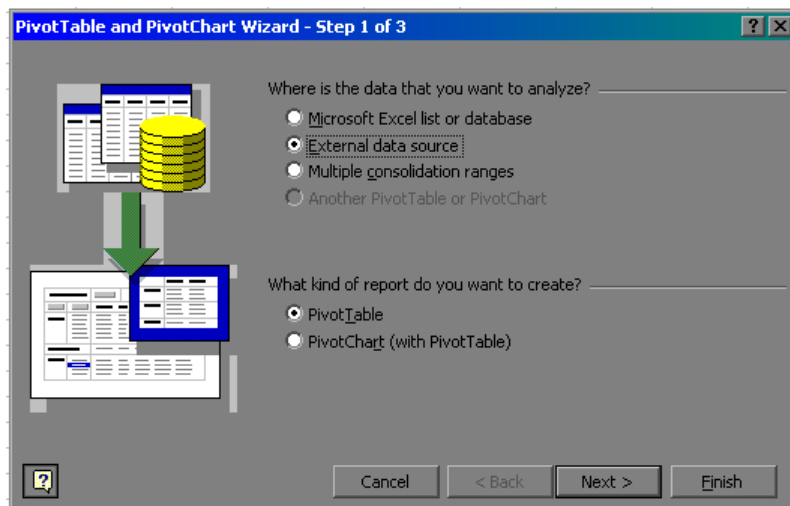 PivotTable and PivotChart Wizard - Step 1 of 3
Where is the data that you want to analyze?
Microsoft Excel list or database
External data source
Multiple consolidation ranges
Another PivotTable or PivotChart
What kind of report do you want to create?
PivotTable
PivotChart (with PivotTable)
Cancel < Back Next > Finish